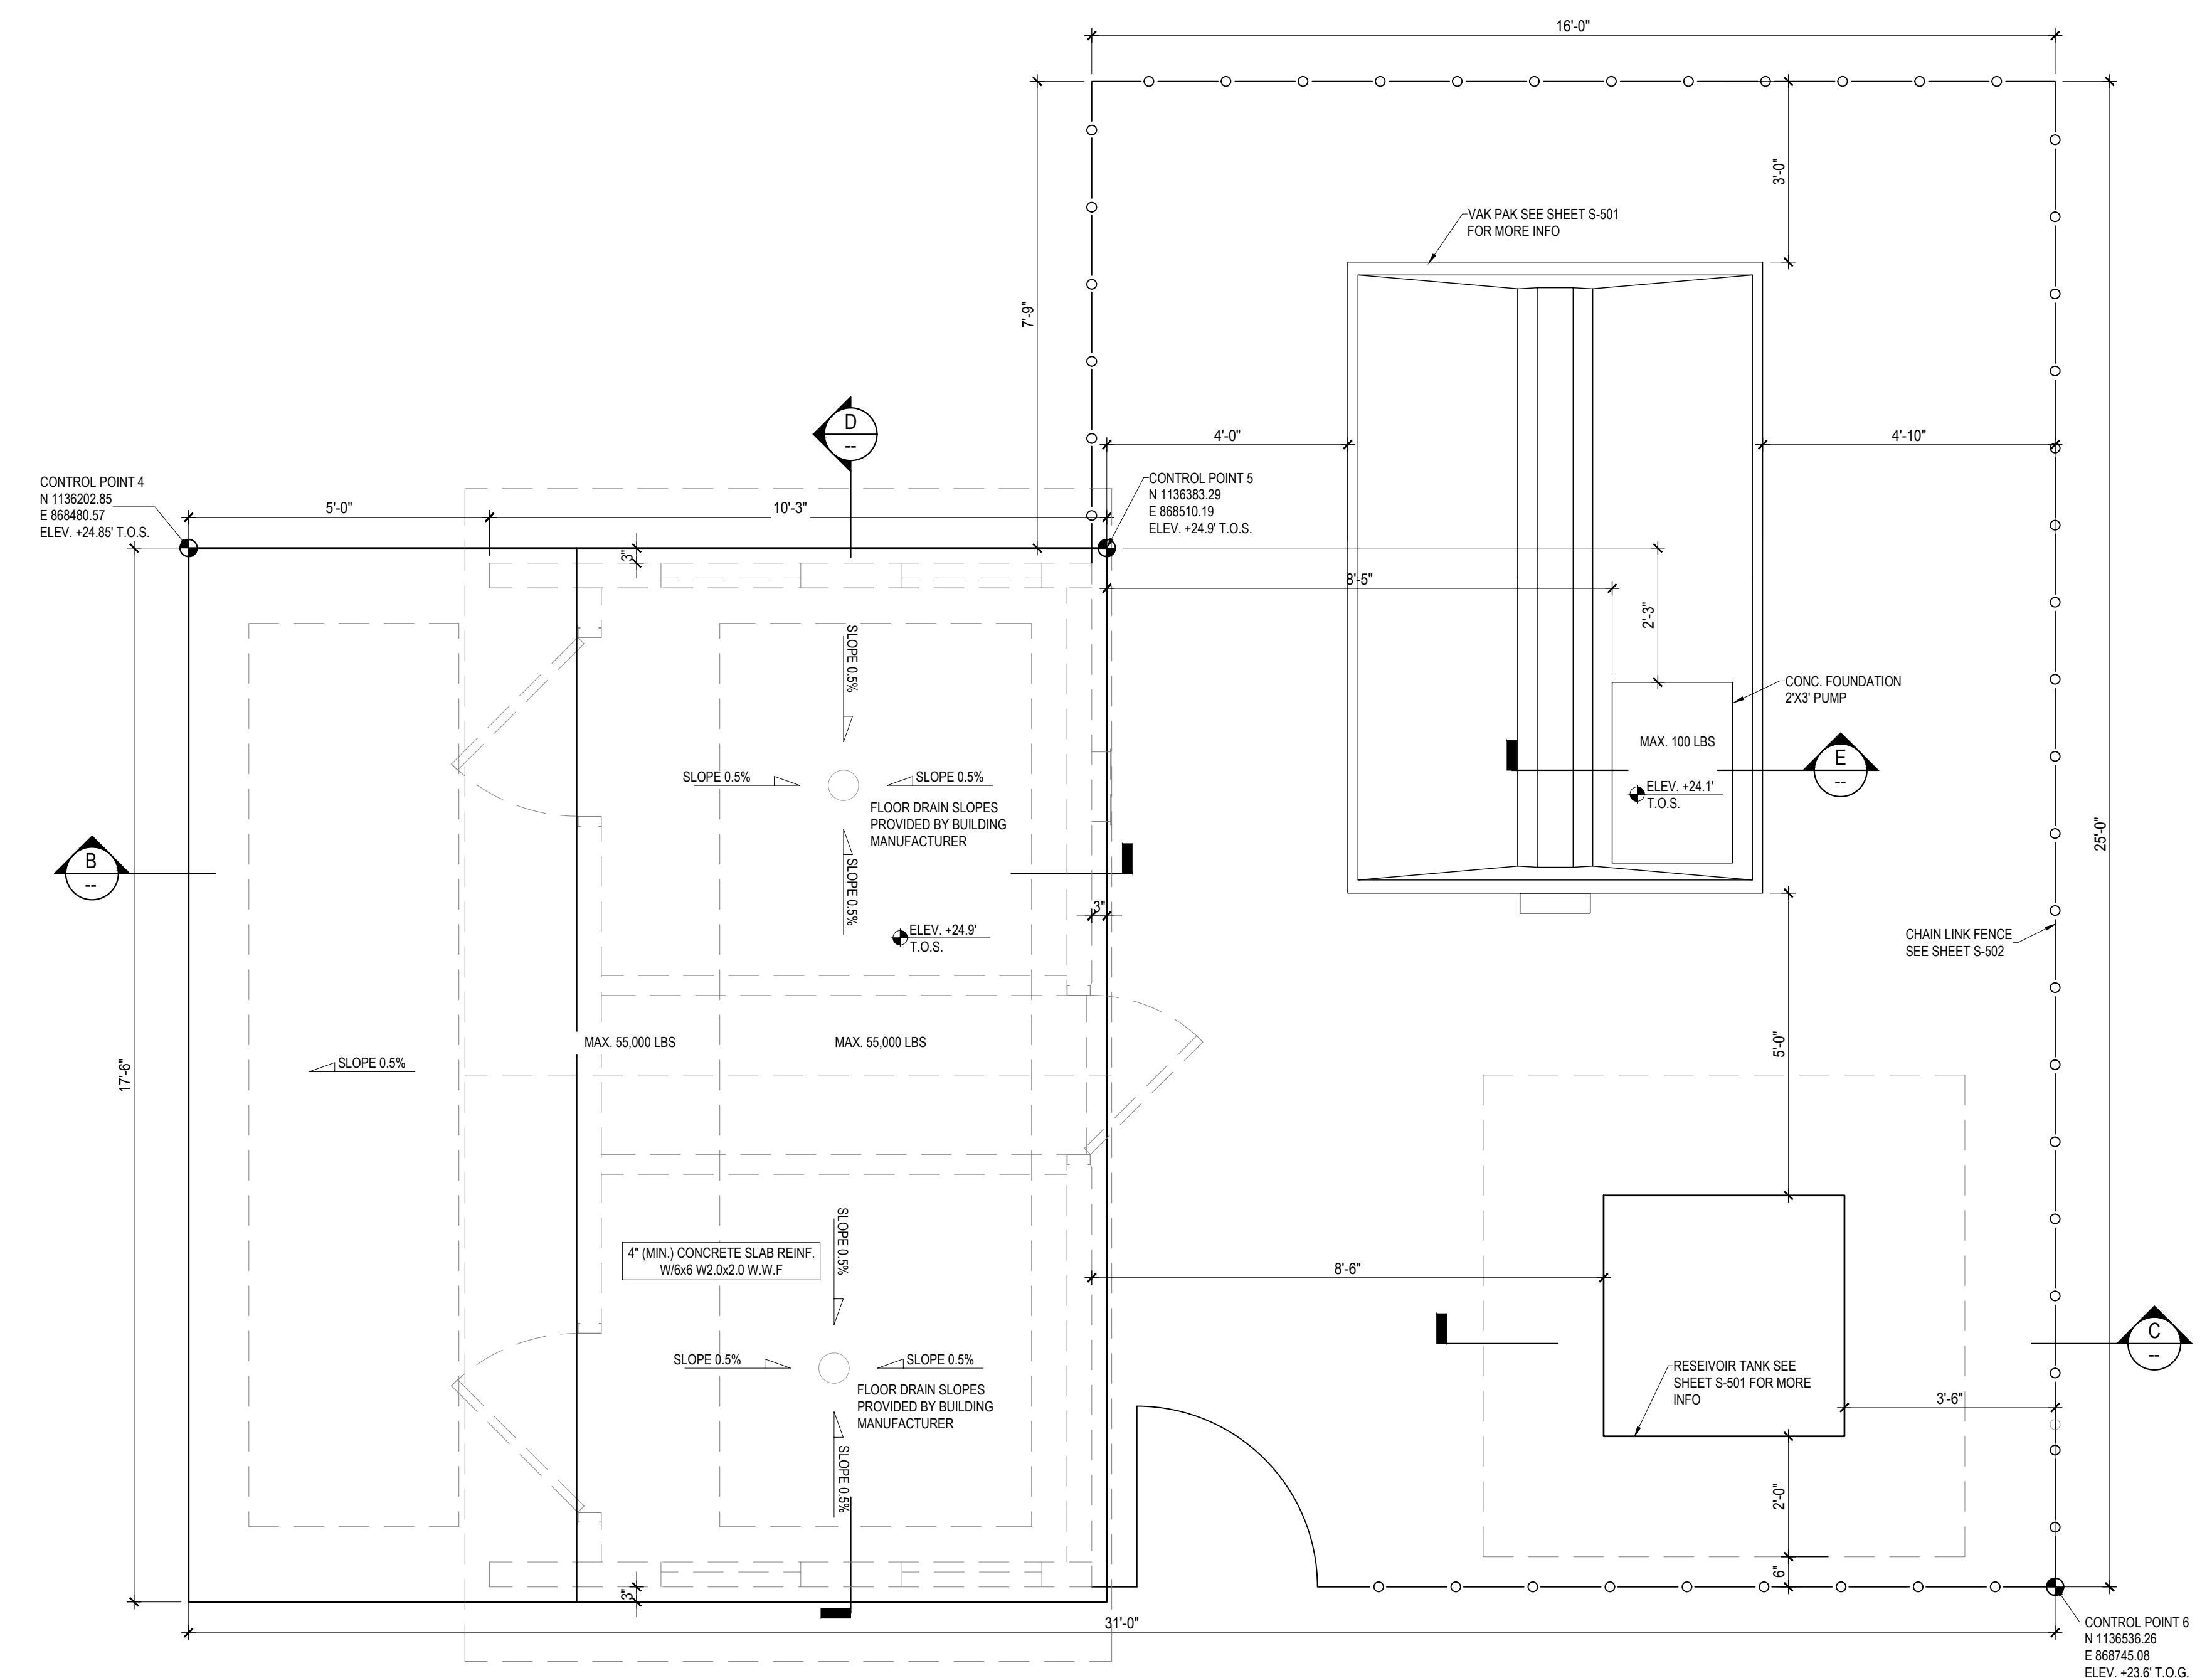 16'-0"
3'-0"
VAK PAK SEE SHEET S-501
FOR MORE INFO
7'-9"
D
--
4'-0"
4'-10"
CONTROL POINT 4
N 1136202.85
E 868480.57
ELEV. +24.85' T.O.S.
5'-0"
10'-3"
CONTROL POINT 5
N 1136383.29
E 868510.19
ELEV. +24.9' T.O.S.
3"
8'-5"
2'-3"
SLOPE 0.5%
CONC. FOUNDATION
2'X3' PUMP
MAX. 100 LBS
E
--
SLOPE 0.5%
SLOPE 0.5%
ELEV. +24.1'
T.O.S.
FLOOR DRAIN SLOPES
PROVIDED BY BUILDING
MANUFACTURER
25'-0"
B
--
SLOPE 0.5%
3"
ELEV. +24.9'
T.O.S.
CHAIN LINK FENCE
SEE SHEET S-502
MAX. 55,000 LBS
MAX. 55,000 LBS
5'-0"
SLOPE 0.5%
17'-6"
SLOPE 0.5%
4" (MIN.) CONCRETE SLAB REINF.
W/6x6 W2.0x2.0 W.W.F
8'-6"
C
--
SLOPE 0.5%
SLOPE 0.5%
RESEIVOIR TANK SEE
SHEET S-501 FOR MORE
INFO
FLOOR DRAIN SLOPES
PROVIDED BY BUILDING
MANUFACTURER
3'-6"
SLOPE 0.5%
2'-0"
6"
3"
31'-0"
CONTROL POINT 6
N 1136536.26
E 868745.08
ELEV. +23.6' T.O.G.